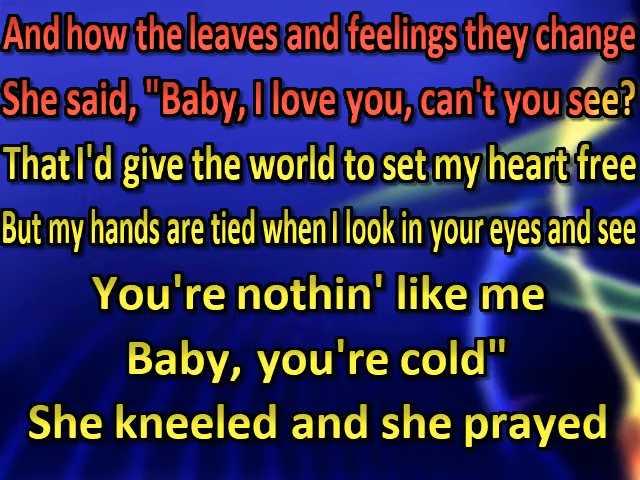 And how the leaves and feelings they change
She said, "Baby, I love you, can't you see?
That I'd give the world to set my heart free
But my hands are tied when I look in your eyes and see
You're nothin' like me
Baby, you're cold"
She kneeled and she prayed